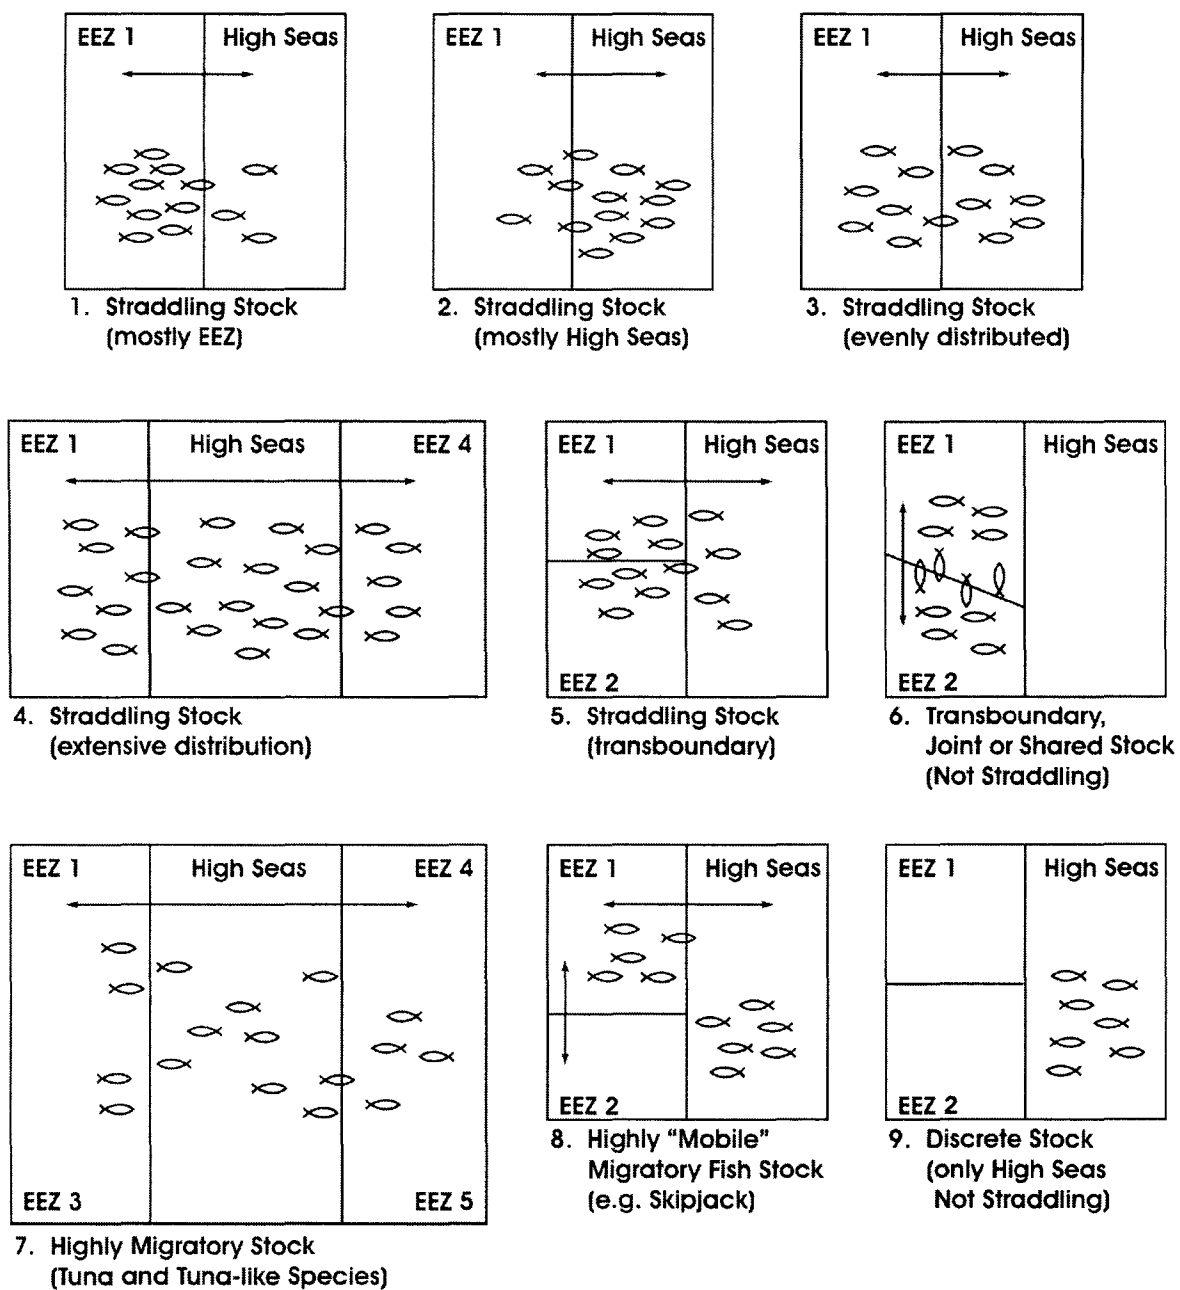 EEZ 1 High Seas
EEZ 1 High Seas
EEZ 1 High Seas
1. Straddling Stock
(mostly EEZ)
2. Straddling Stock
(mostly High Seas)
3. Straddling Stock
(evenly distributed)
EEZ 1 High Seas EEZ 4
EEZ 1 High Seas
EEZ 2
EEZ 1 High Seas
EEZ 2
4. Straddling Stock
(extensive distribution)
5. Straddling Stock
(transboundary)
6. Transboundary,
Joint or Shared Stock
(Not Straddling)
EEZ 1 High Seas EEZ 4
EEZ 3 EEZ 5
EEZ 1 High Seas
EEZ 2
EEZ 1 High Seas
EEZ 2
7. Highly Migratory Stock
(Tuna and Tuna-like Species)
8. Highly "Mobile"
Migratory Fish Stock
(e.g. Skipjack)
9. Discrete Stock
(only High Seas
Not Straddling)